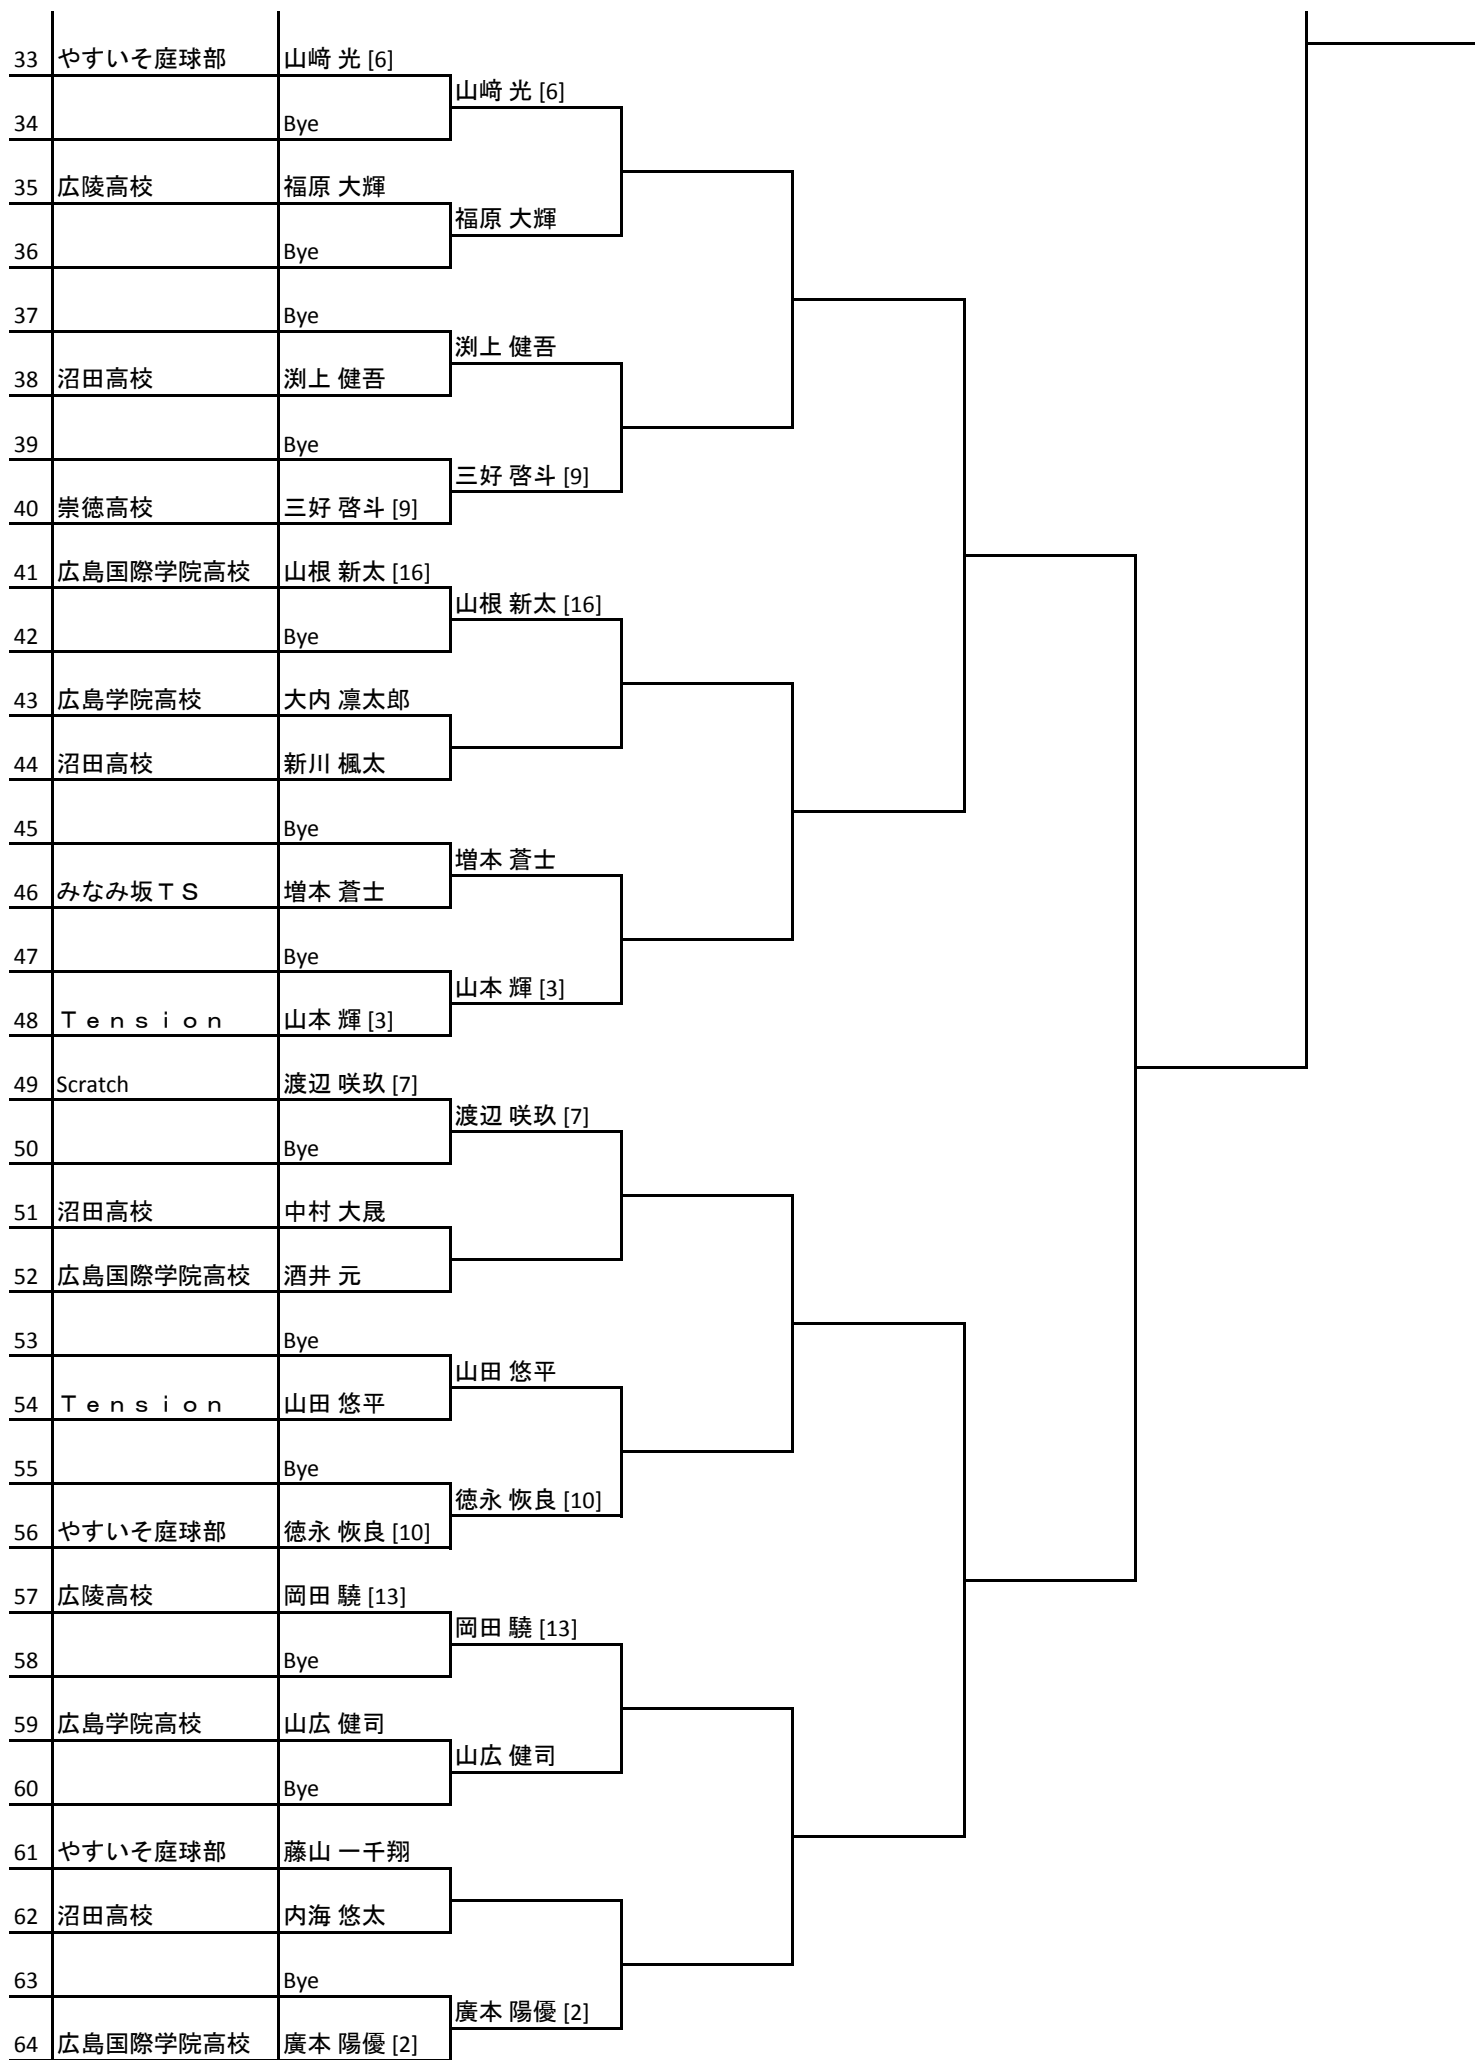 33 やすいそ庭球部 山﨑 光 [6]
山﨑 光 [6]
34 Bye
35 広陵高校 福原 大輝
福原 大輝
36 Bye
37 Bye
渕上 健吾
38 沼田高校 渕上 健吾
39 Bye
三好 啓斗 [9]
40 崇徳高校 三好 啓斗 [9]
41 広島国際学院高校 山根 新太 [16]
山根 新太 [16]
42 Bye
43 広島学院高校 大内 凛太郎
44 沼田高校 新川 楓太
45 Bye
増本 蒼士
46 みなみ坂ＴＳ 増本 蒼士
47 Bye
山本 輝 [3]
48 Ｔｅｎｓｉｏｎ 山本 輝 [3]
49 Scratch 渡辺 咲玖 [7]
渡辺 咲玖 [7]
50 Bye
51 沼田高校 中村 大晟
52 広島国際学院高校 酒井 元
53 Bye
山田 悠平
54 Ｔｅｎｓｉｏｎ 山田 悠平
55 Bye
徳永 恢良 [10]
56 やすいそ庭球部 徳永 恢良 [10]
57 広陵高校 岡田 驍 [13]
岡田 驍 [13]
58 Bye
59 広島学院高校 山広 健司
山広 健司
60 Bye
61 やすいそ庭球部 藤山 一千翔
62 沼田高校 内海 悠太
63 Bye
廣本 陽優 [2]
64 広島国際学院高校 廣本 陽優 [2]